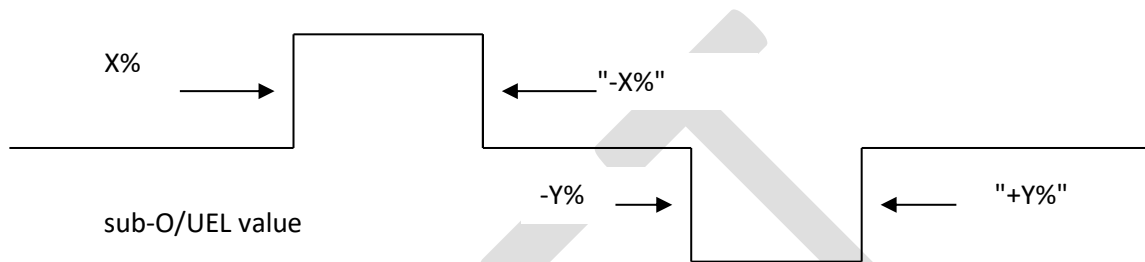 X%
"-X%"
-Y%
"+Y%"
sub-O/UEL value